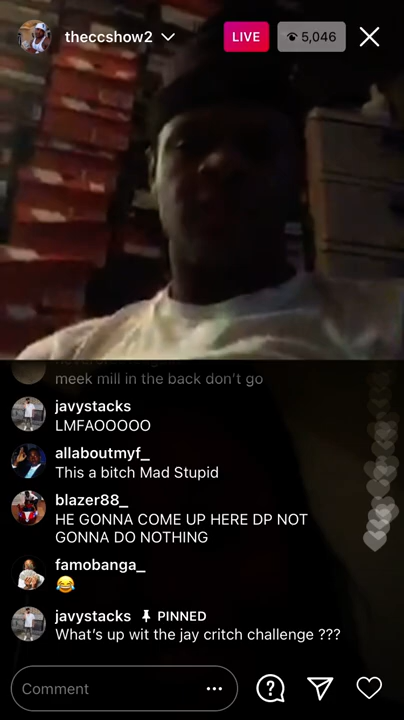 theccshow2
LIVE
5,046
meek mill in the back don't go
javystacks
LMFAOOOOO
allaboutmyf_
This a bitch Mad Stupid
blazer88_
HE GONNA COME UP HERE DP NOT
GONNA DO NOTHING
famobanga_
😂
javystacks PINNED
What's up wit the jay critch challenge ???
Comment